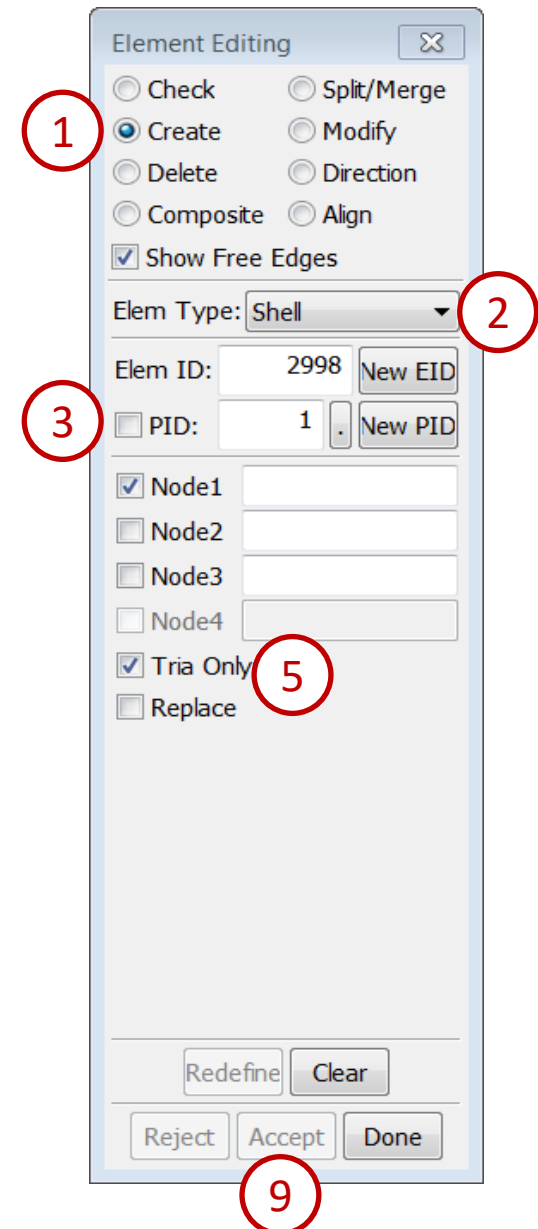 Element Editing
Check Split/Merge
1 Create Modify
Delete Direction
Composite Align
Show Free Edges
Elem Type: Shell 2
Elem ID: 2998 New EID
3 PID: 1 . New PID
Node1
Node2
Node3
Node4
Tria Only 5
Replace
Redefine Clear
Reject Accept Done
9